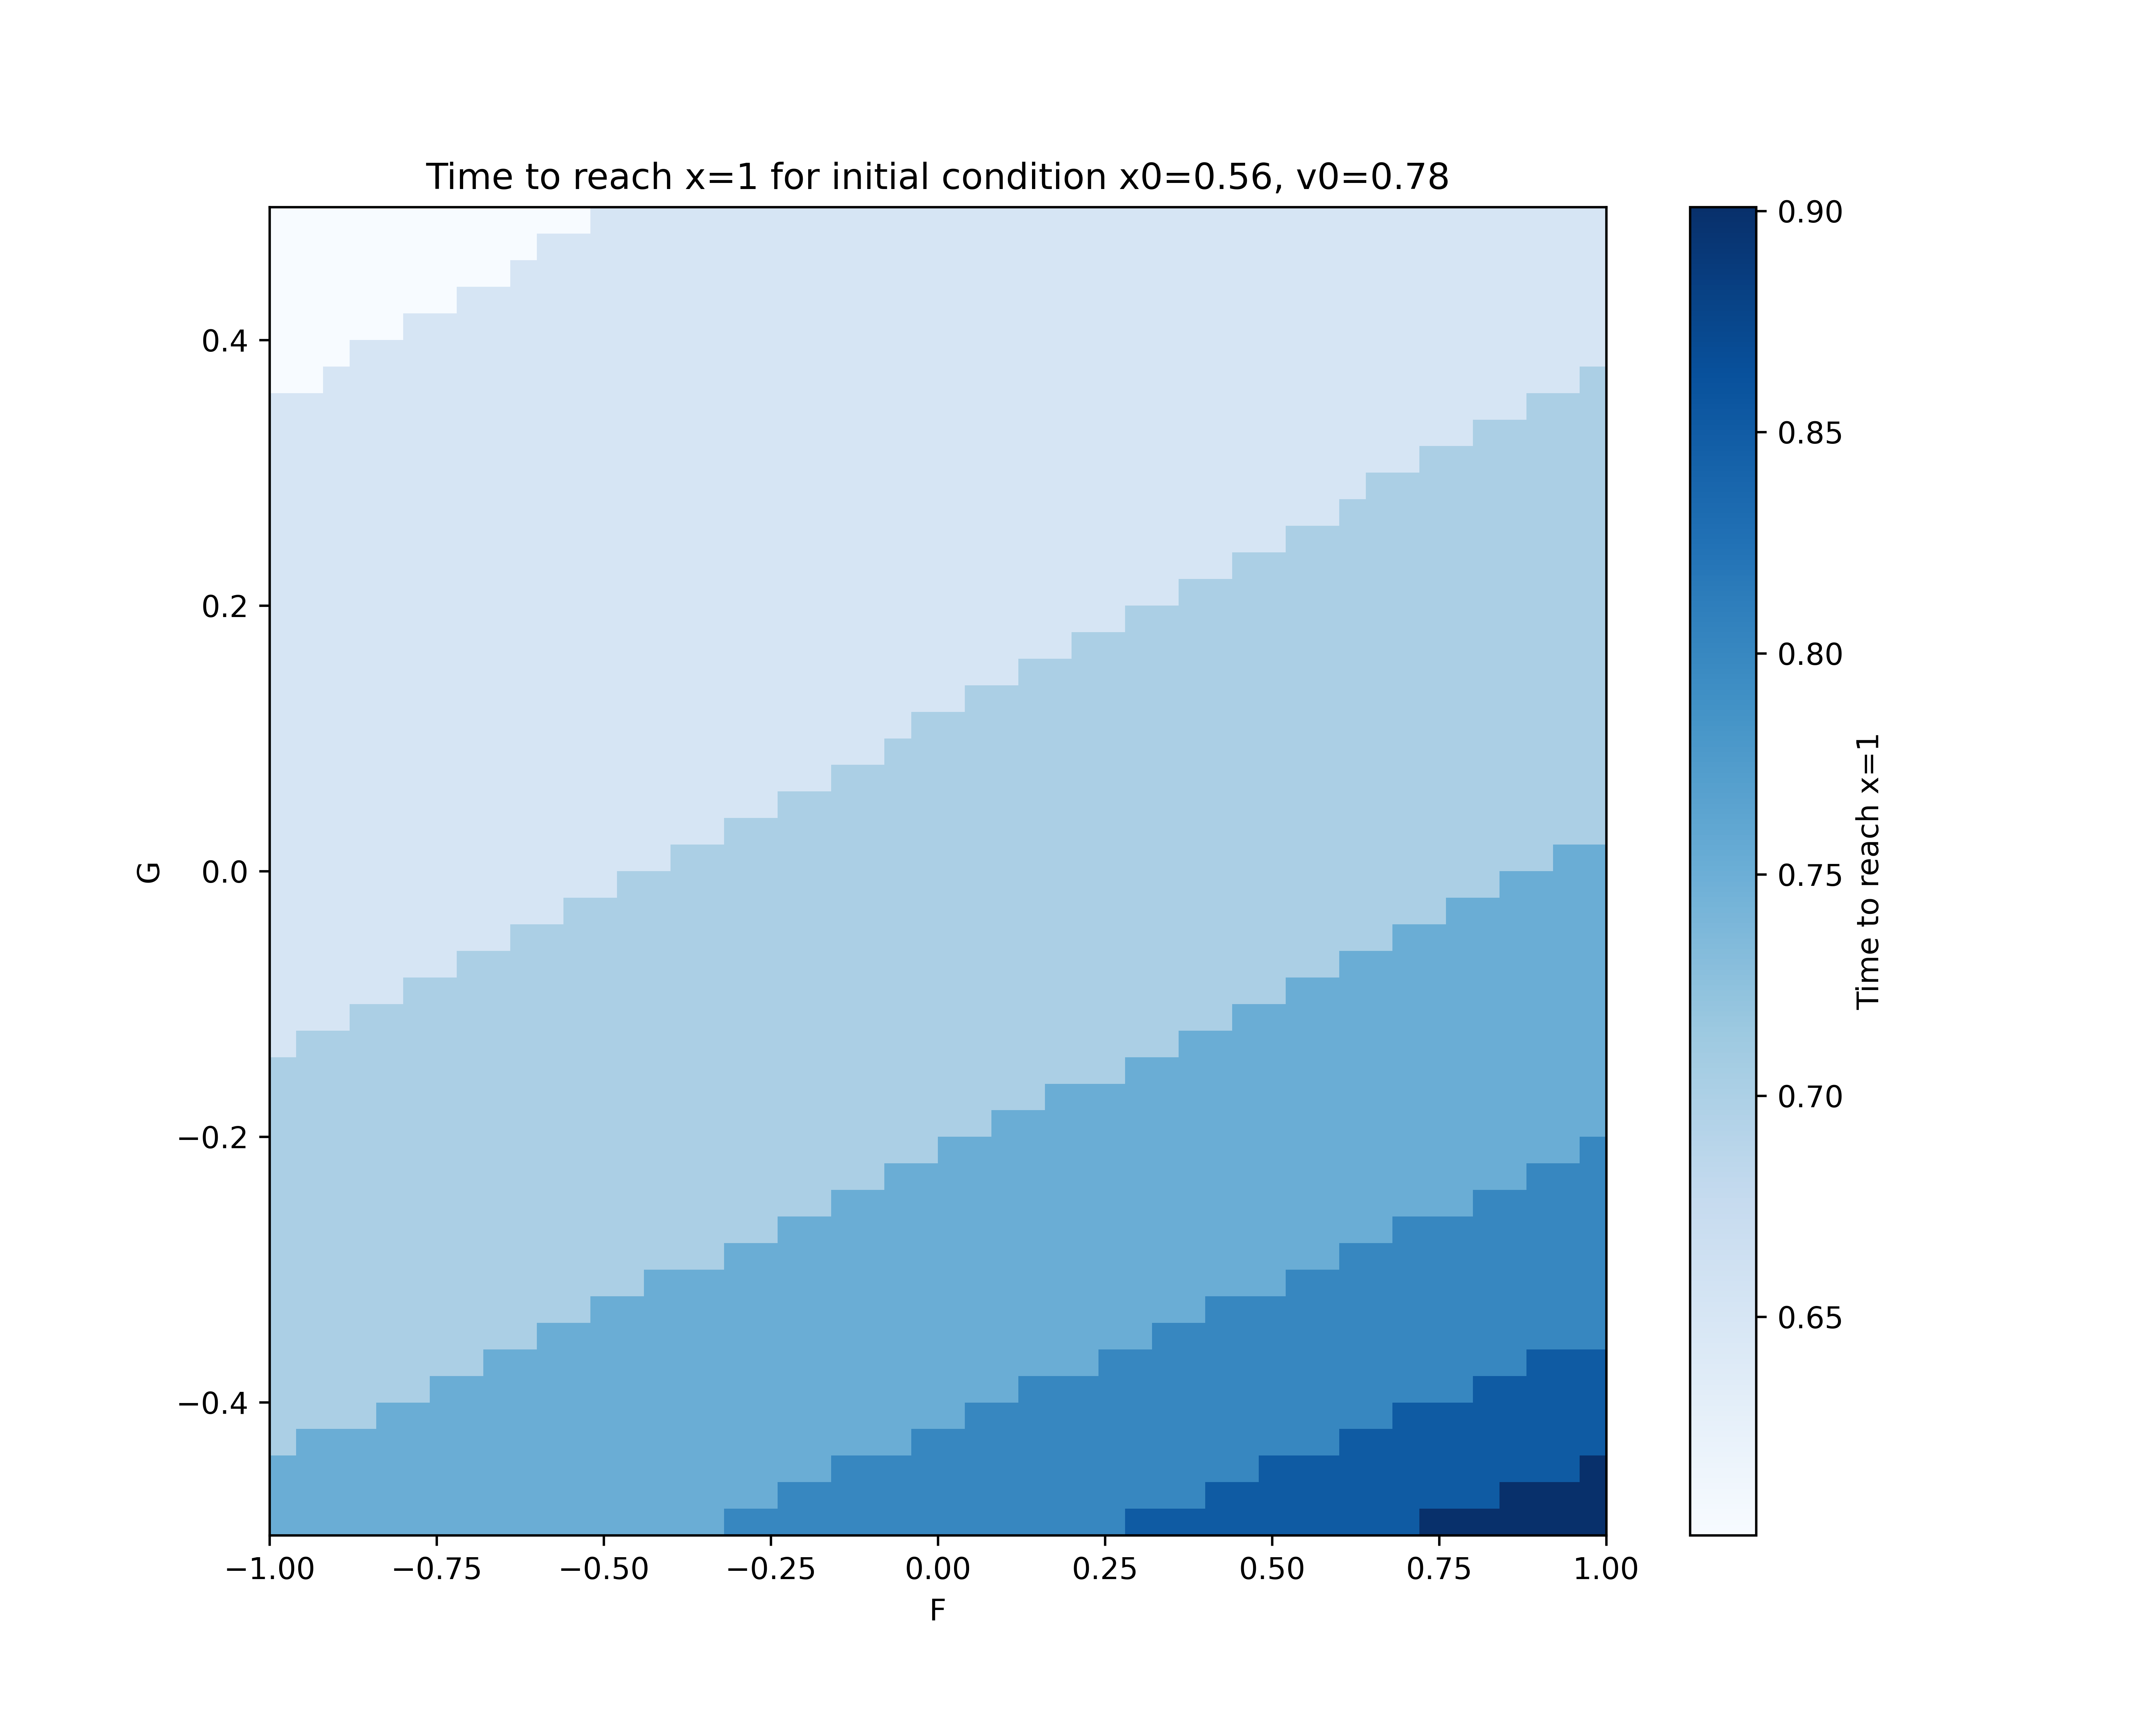 Time to reach x=1 for initial condition x0=0.56, v0=0.78
G
0.4
0.2
0.0
−0.2
−0.4
−1.00 −0.75 −0.50 −0.25 0.00 0.25 0.50 0.75 1.00
F
0.90
0.85
0.80
0.75
0.70
0.65
Time to reach x=1